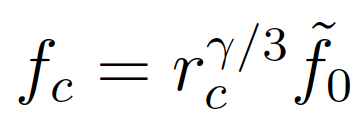 f_c = r_c^{γ/3} \tilde{f}_0